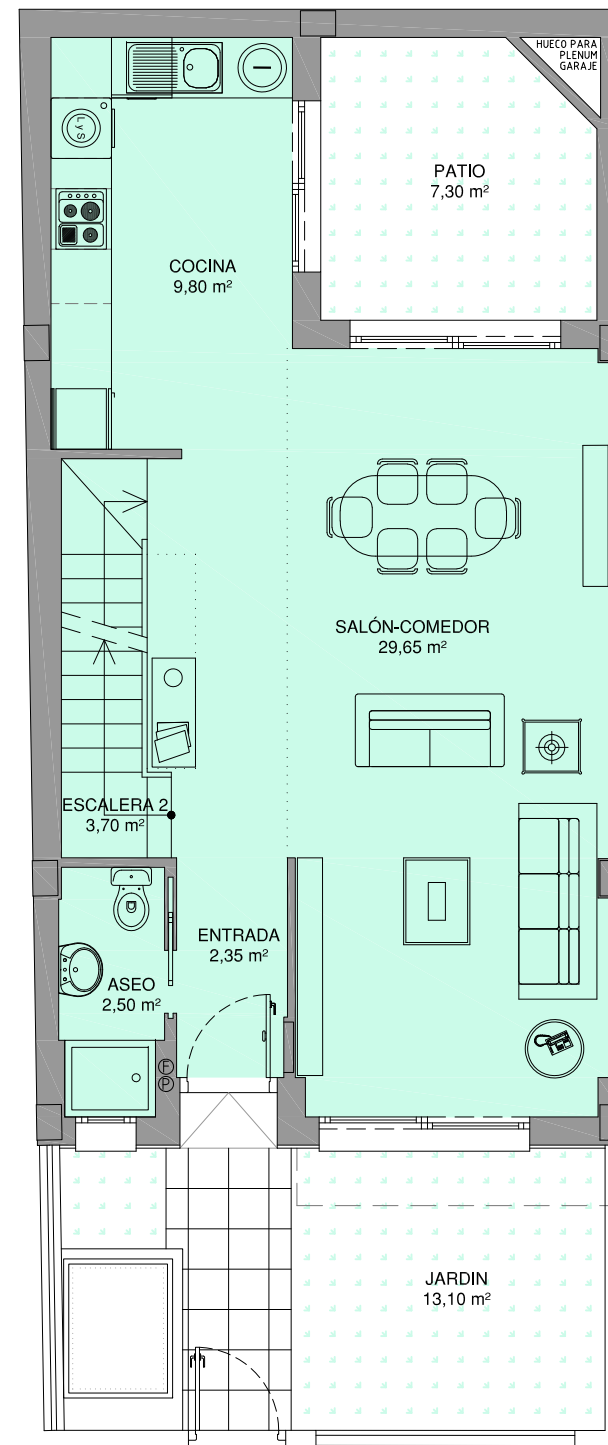 HUECO PARA
PLENUM
GARAJE
PATIO
7,30 m²
LyS
COCINA
9,80 m²
SALÓN-COMEDOR
29,65 m²
ESCALERA 2
3,70 m²
ENTRADA
2,35 m²
ASEO
2,50 m²
F
P
JARDIN
13,10 m²